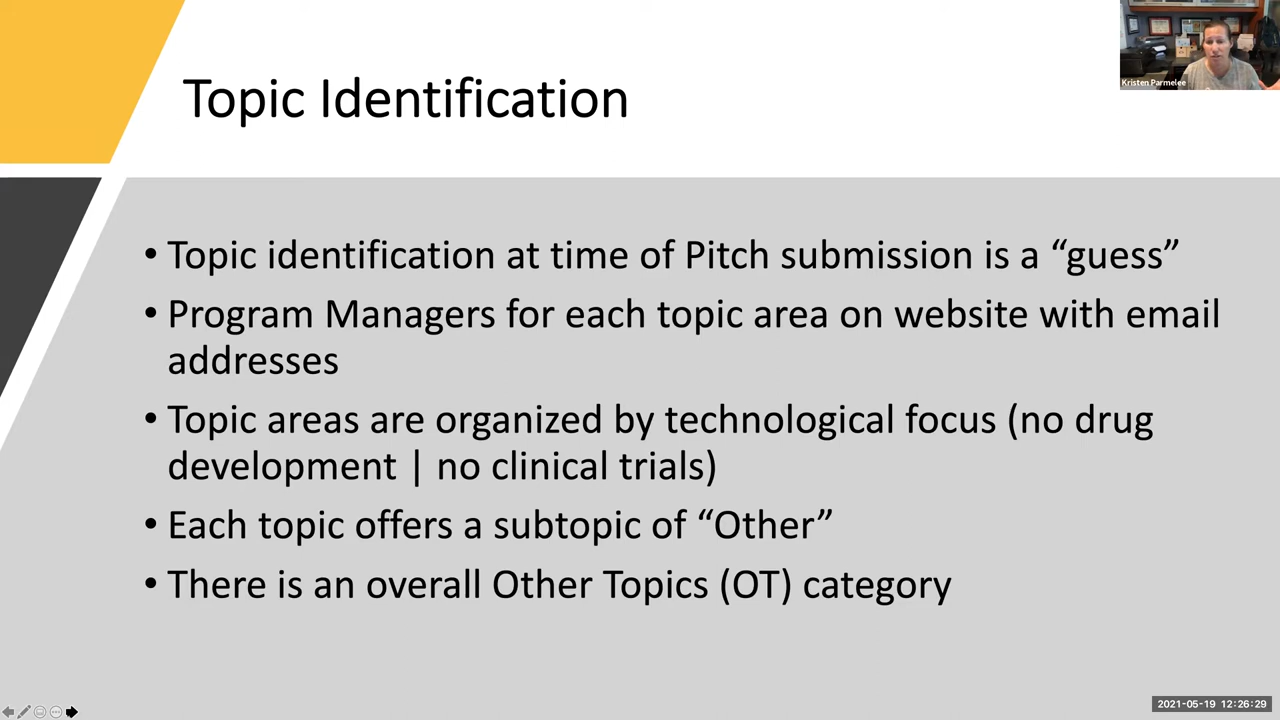 Topic Identification
Kristen Parmelee
• Topic identification at time of Pitch submission is a “guess”
• Program Managers for each topic area on website with email
addresses
• Topic areas are organized by technological focus (no drug
development | no clinical trials)
• Each topic offers a subtopic of “Other”
• There is an overall Other Topics (OT) category
2021-05-19 12:26:29